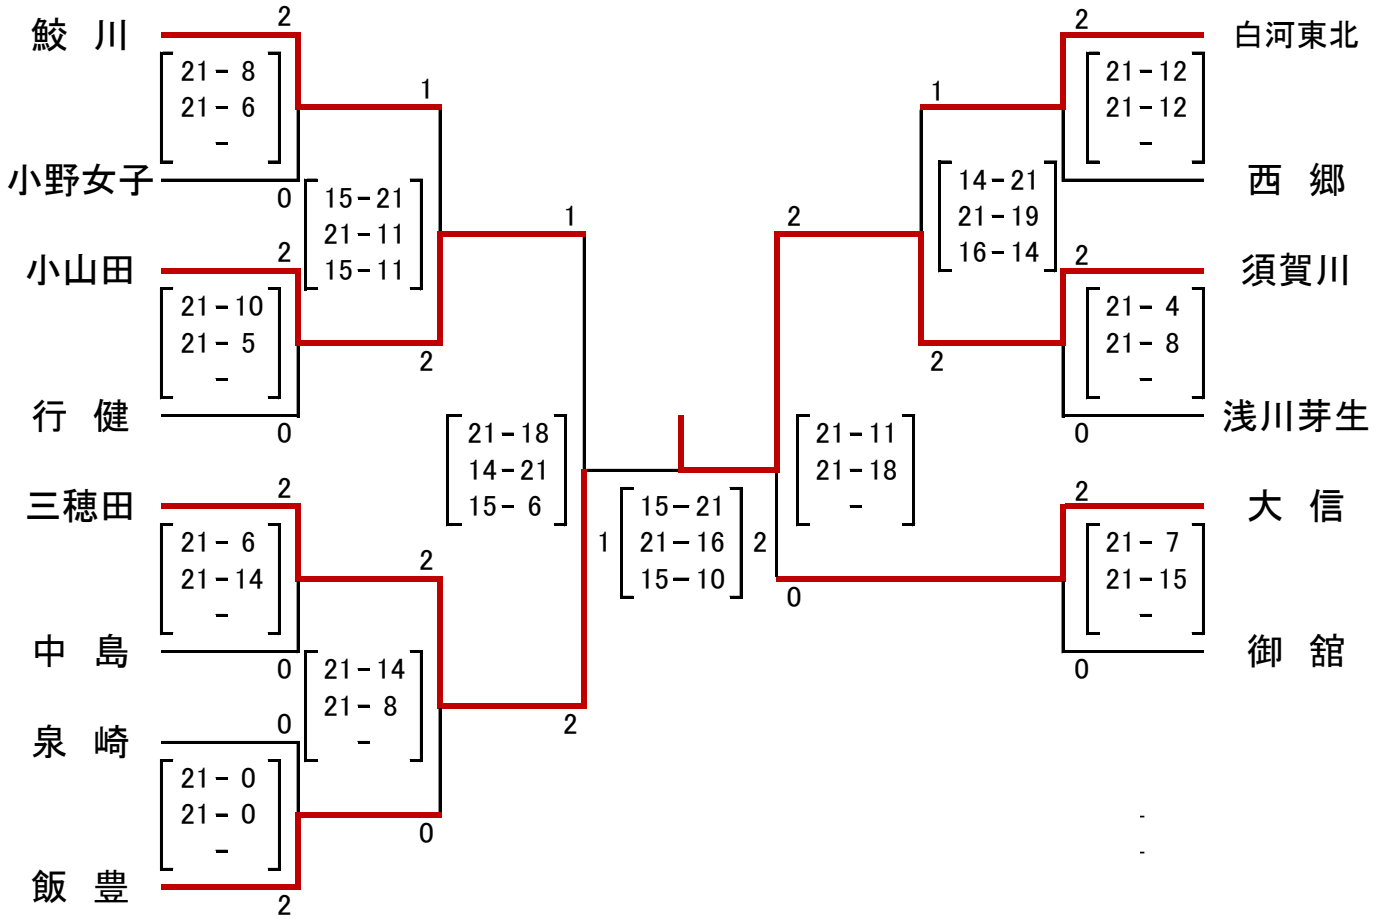 鮫 川
2
21 - 8
21 - 6
-
小野女子
0
1
小山田
2
21 - 10
21 - 5
-
行 健
0
15 - 21
21 - 11
15 - 11
2
1
三穂田
2
21 - 6
21 - 14
-
中 島
0
2
泉 崎
0
21 - 0
21 - 0
-
飯 豊
2
21 - 14
21 - 8
-
0
21 - 18
14 - 21
15 - 6
2
1
15 - 21
21 - 16
15 - 10
2
白河東北
2
21 - 12
21 - 12
-
西 郷
1
14 - 21
21 - 19
16 - 14
須賀川
2
21 - 4
21 - 8
-
浅川芽生
0
2
2
21 - 11
21 - 18
-
0
大 信
2
21 - 7
21 - 15
-
御 舘
0
-
-